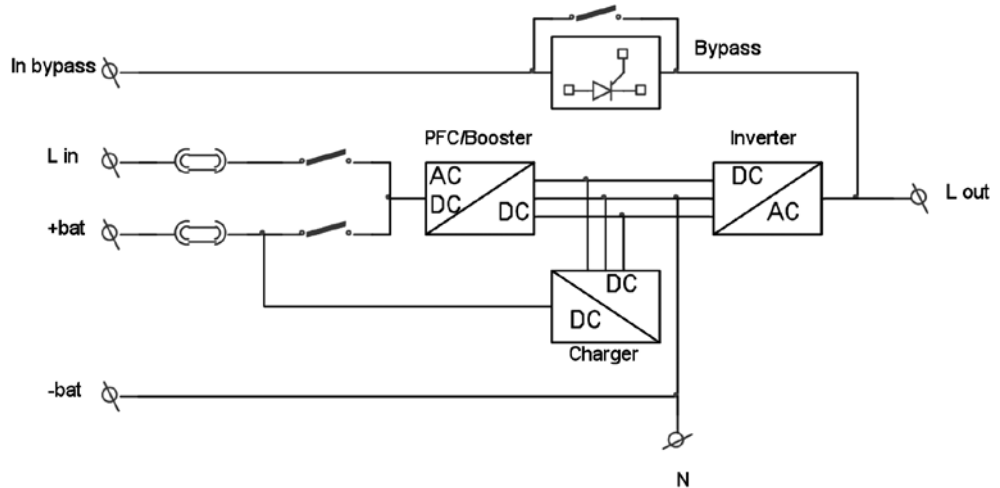 Bypass
In bypass
PFC/Booster
Inverter
L in
AC
DC
DC
DC
AC
L out
+bat
DC
DC
Charger
-bat
N